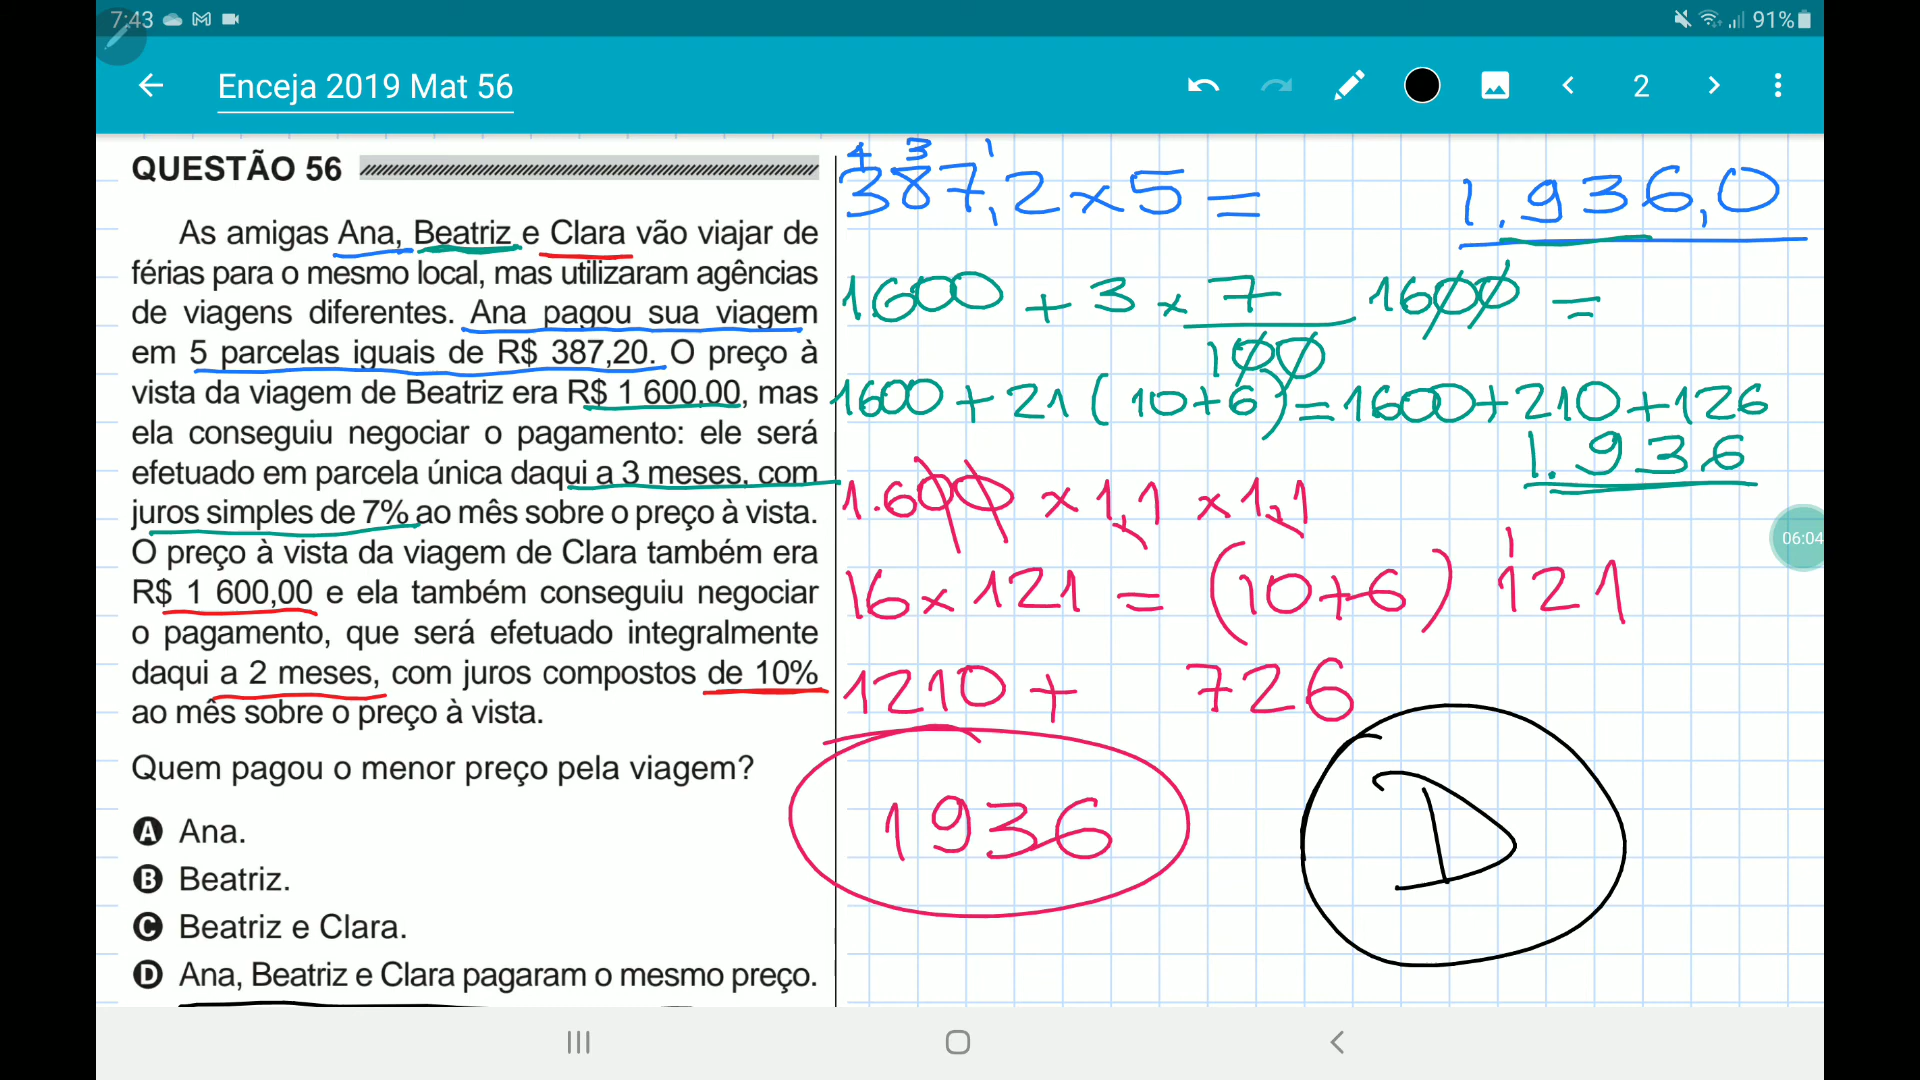 7:43
91%
Enceja 2019 Mat 56
2
QUESTÃO 56
As amigas Ana, Beatriz e Clara vão viajar de
férias para o mesmo local, mas utilizaram agências
de viagens diferentes. Ana pagou sua viagem
em 5 parcelas iguais de R$ 387,20. O preço à
vista da viagem de Beatriz era R$ 1 600.00, mas
ela conseguiu negociar o pagamento: ele será
efetuado em parcela única daqui a 3 meses, com
juros simples de 7% ao mês sobre o preço à vista.
O preço à vista da viagem de Clara também era
R$ 1 600,00 e ela também conseguiu negociar
o pagamento, que será efetuado integralmente
daqui a 2 meses, com juros compostos de 10%
ao mês sobre o preço à vista.
Quem pagou o menor preço pela viagem?
A Ana.
B Beatriz.
C Beatriz e Clara.
D Ana, Beatriz e Clara pagaram o mesmo preço.
4 3 1
387,2 x 5 = 1.936,0
1600 + 3 x 7 1600 =
100
1600 + 21 (10+6) = 1600 + 210 + 126
1.936
1.600 x 1,1 x 1,1
1
16 x 121 = (10+6) 121
1210 + 726
1936
D
06:04